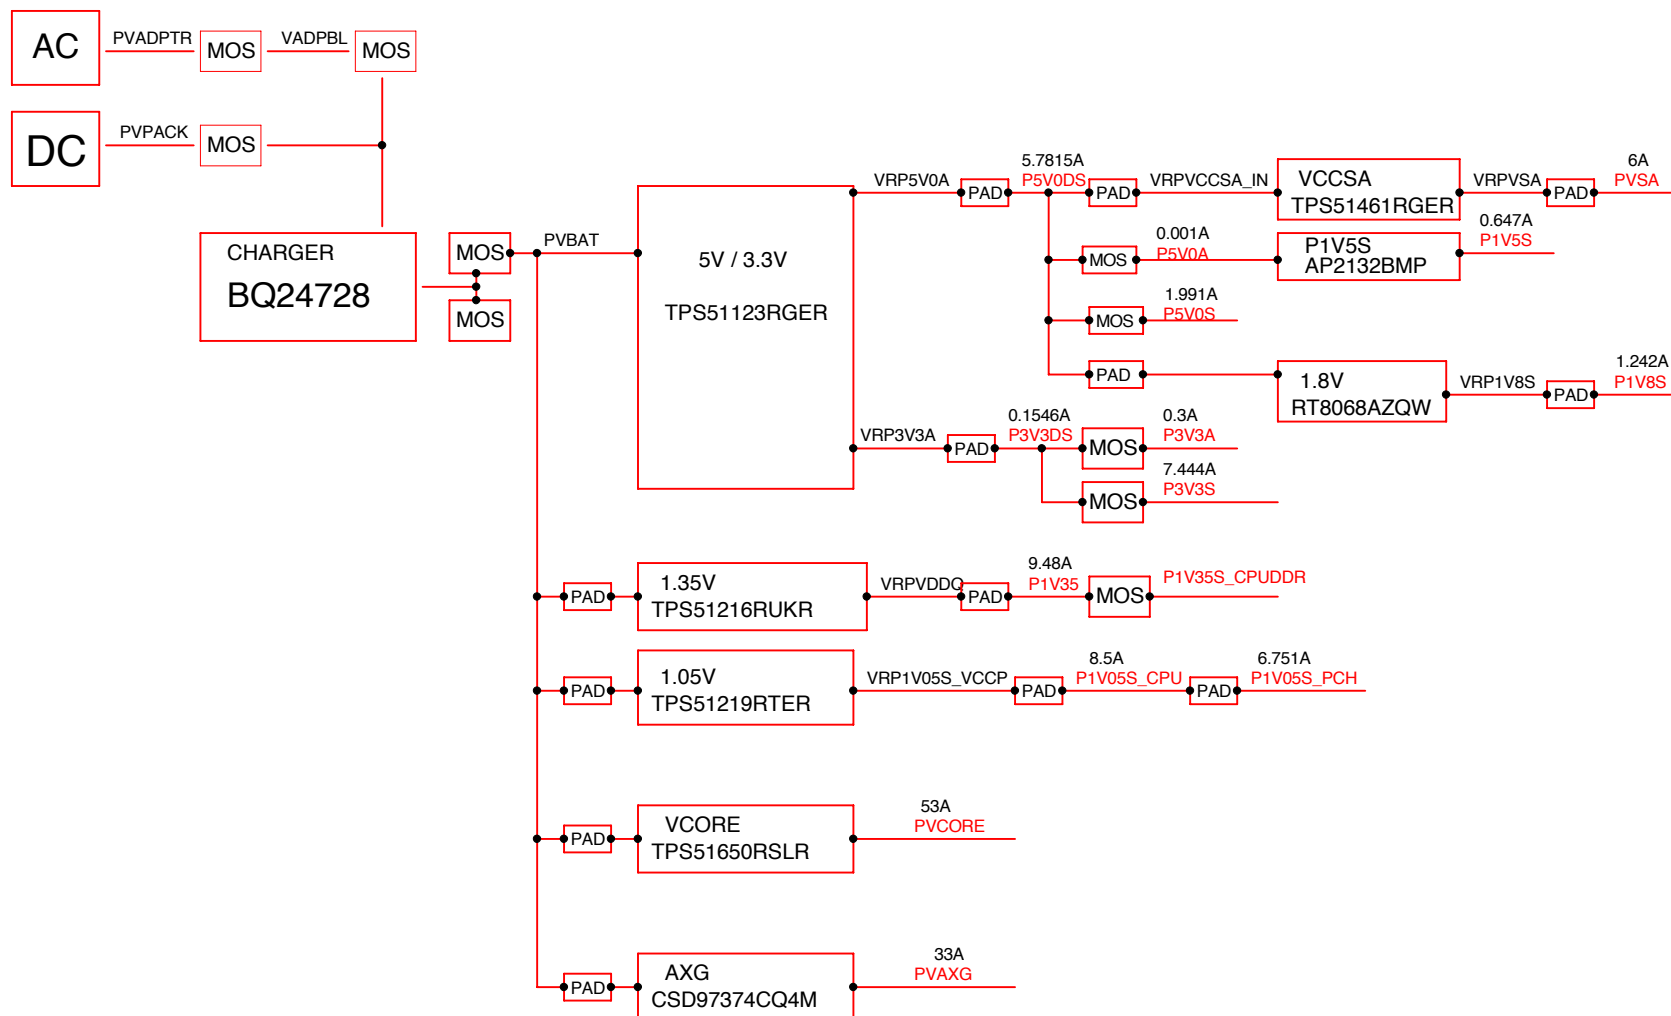 AC
PVADPTR
MOS
VADPBL
MOS
DC
PVPACK
MOS
CHARGER
BQ24728
MOS
MOS
PVBAT
5V / 3.3V
TPS51123RGER
VRP5V0A
PAD
5.7815A
P5V0DS
PAD
VRPVCCSA_IN
VCCSA
TPS51461RGER
VRPVSA
PAD
6A
PVSA
MOS
0.001A
P5V0A
P1V5S
AP2132BMP
0.647A
P1V5S
MOS
1.991A
P5V0S
PAD
1.8V
RT8068AZQW
VRP1V8S
PAD
1.242A
P1V8S
VRP3V3A
PAD
0.1546A
P3V3DS
MOS
0.3A
P3V3A
MOS
7.444A
P3V3S
PAD
1.35V
TPS51216RUKR
VRPVDDQ
PAD
9.48A
P1V35
MOS
P1V35S_CPUDDR
PAD
1.05V
TPS51219RTER
VRP1V05S_VCCP
PAD
8.5A
P1V05S_CPU
PAD
6.751A
P1V05S_PCH
PAD
VCORE
TPS51650RSLR
53A
PVCORE
PAD
AXG
CSD97374CQ4M
33A
PVAXG